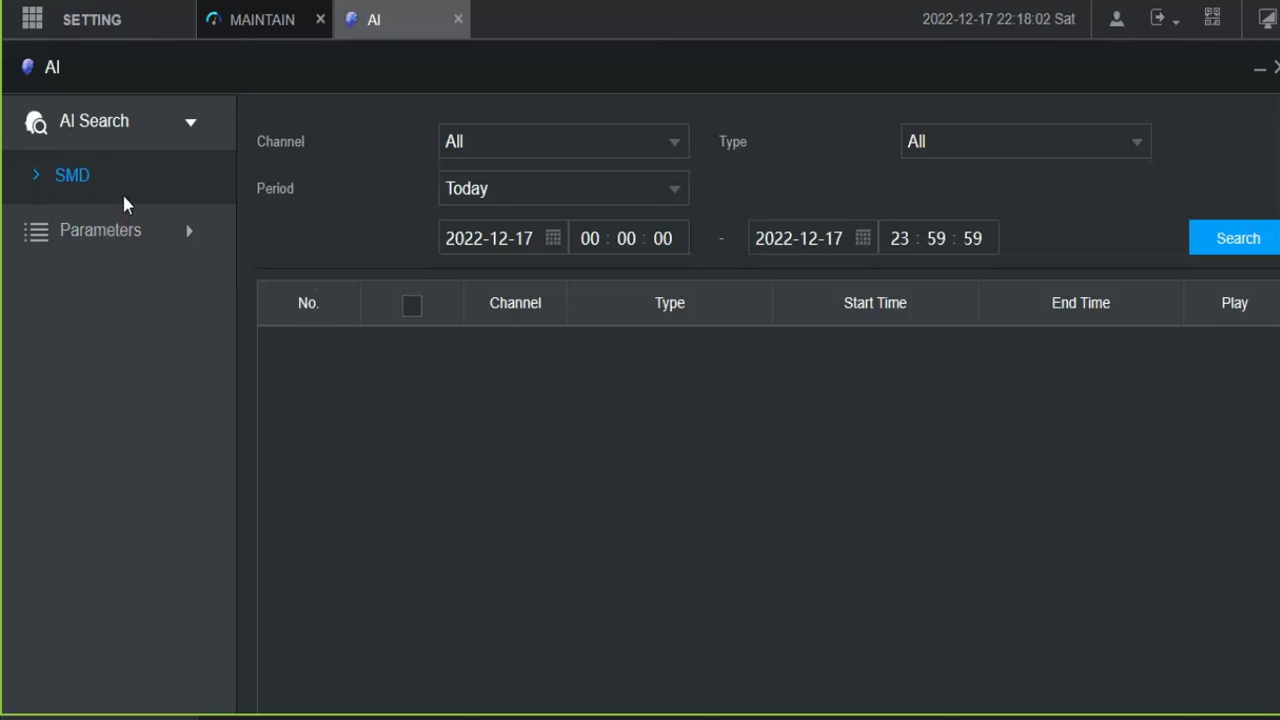 SETTING MAINTAIN AI 2022-12-17 22:18:02 Sat
AI
AI Search
SMD
Parameters
Channel All Type All
Period Today
2022-12-17 00 : 00 : 00 - 2022-12-17 23 : 59 : 59 Search
No. Channel Type Start Time End Time Play